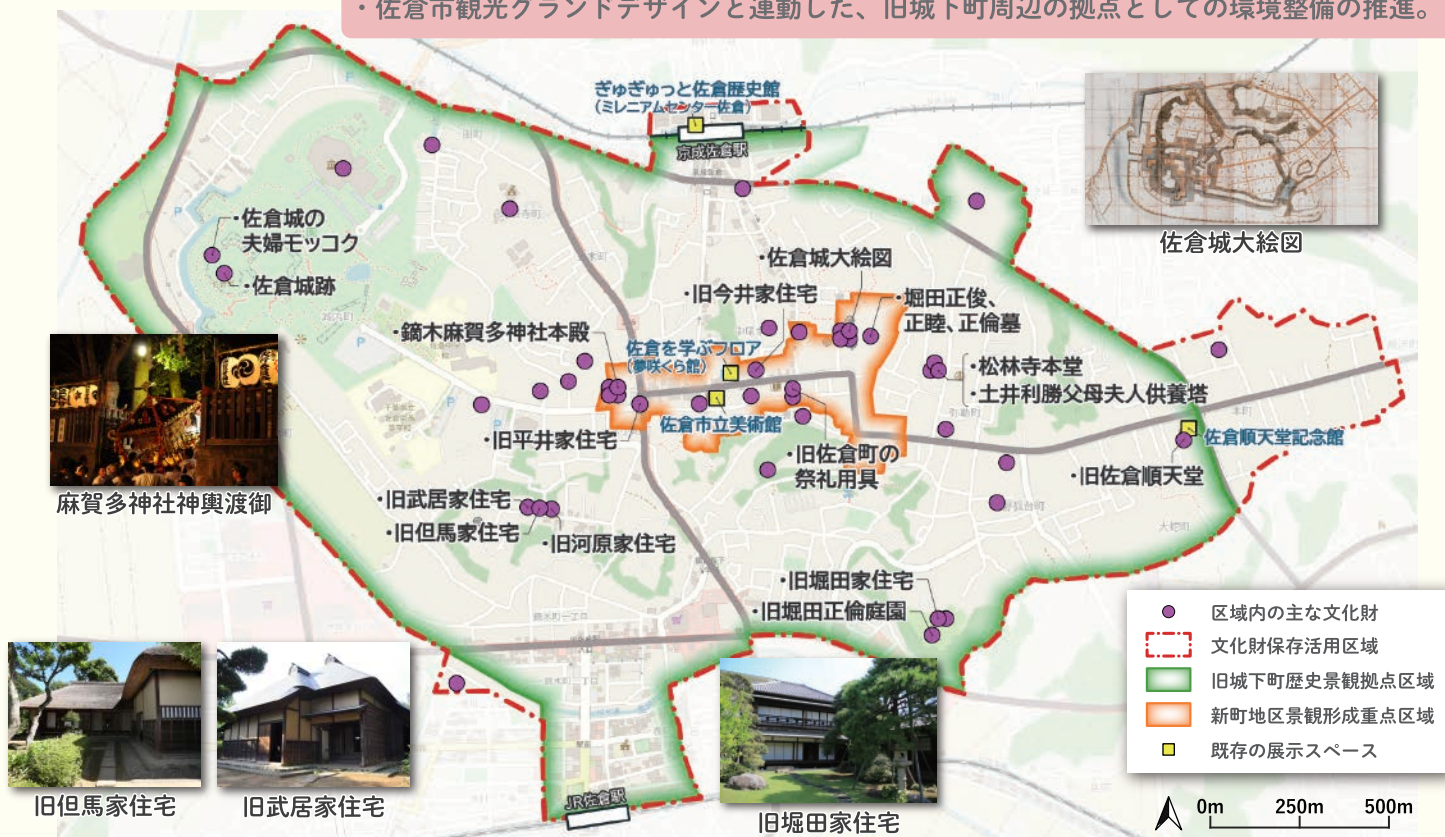 ・佐倉市観光グランドデザインと連動した、旧城下町周辺の拠点としての環境整備の推進。
ぎゅぎゅっと佐倉歴史館
（ミレニアムセンター佐倉）
京成佐倉駅
佐倉城大絵図
・佐倉城の
夫婦モッコク
・佐倉城跡
・佐倉城大絵図
・旧今井家住宅
・堀田正俊、
正睦、正倫墓
・鏑木麻賀多神社本殿
佐倉を学ぶフロア
（夢咲くら館）
・松林寺本堂
・土井利勝父母夫人供養塔
佐倉市立美術館
・旧平井家住宅
佐倉順天堂記念館
・旧佐倉町の
祭礼用具
・旧佐倉順天堂
麻賀多神社神輿渡御
・旧武居家住宅
・旧但馬家住宅
・旧河原家住宅
・旧堀田家住宅
・旧堀田正倫庭園
区域内の主な文化財
文化財保存活用区域
旧城下町歴史景観拠点区域
新町地区景観形成重点区域
既存の展示スペース
旧但馬家住宅
旧武居家住宅
旧堀田家住宅
JR佐倉駅
0m 250m 500m